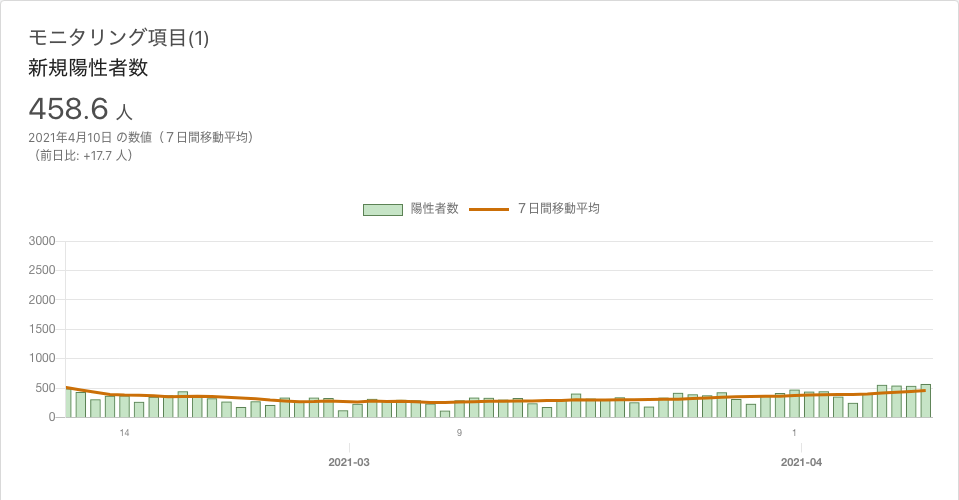 モニタリング項目(1)
新規陽性者数
458.6 人
2021年4月10日 の数値（７日間移動平均）
（前日比: +17.7 人）
陽性者数 ７日間移動平均
3000
2500
2000
1500
1000
500
0
14 9 1
2021-03 2021-04